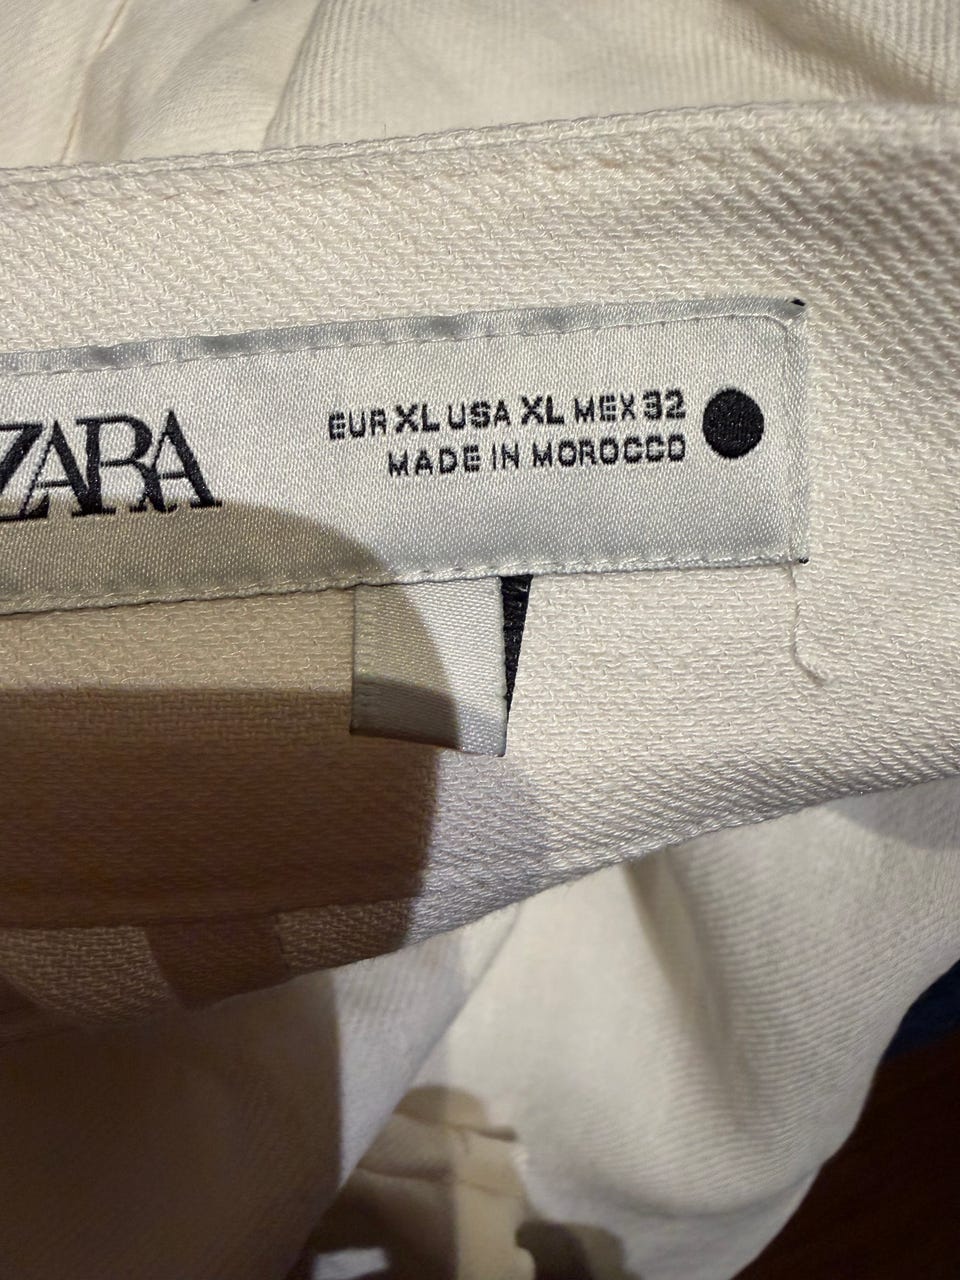 ZARA
EUR XL USA XL MEX 32
MADE IN MOROCCO